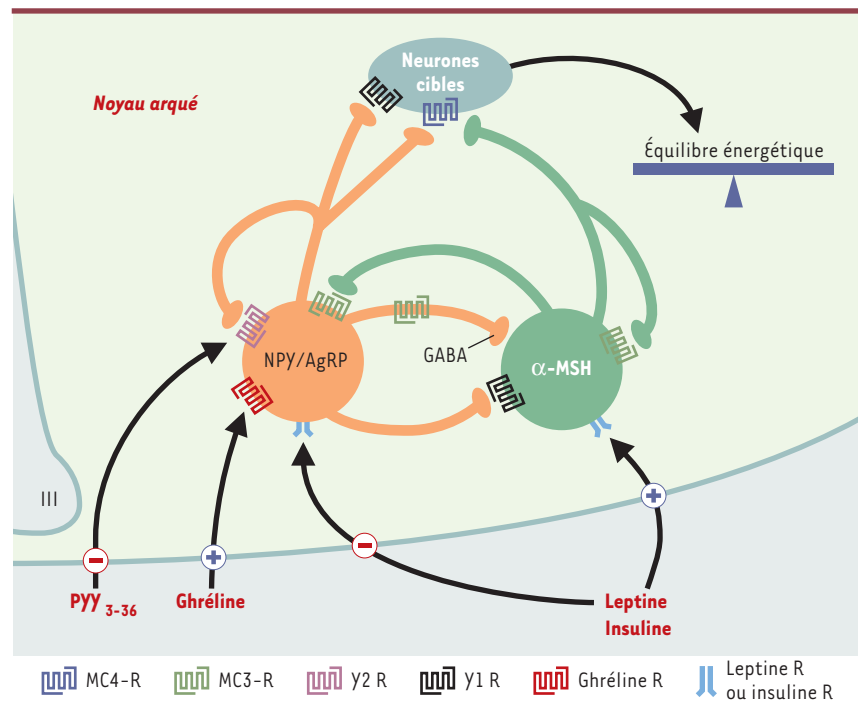 Neurones
cibles
Noyau arqué
Équilibre énergétique
NPY/AgRP
GABA
α-MSH
III
PYY 3-36
Ghréline
Leptine
Insuline
MC4-R
MC3-R
Y2 R
Y1 R
Ghréline R
Leptine R
ou insuline R